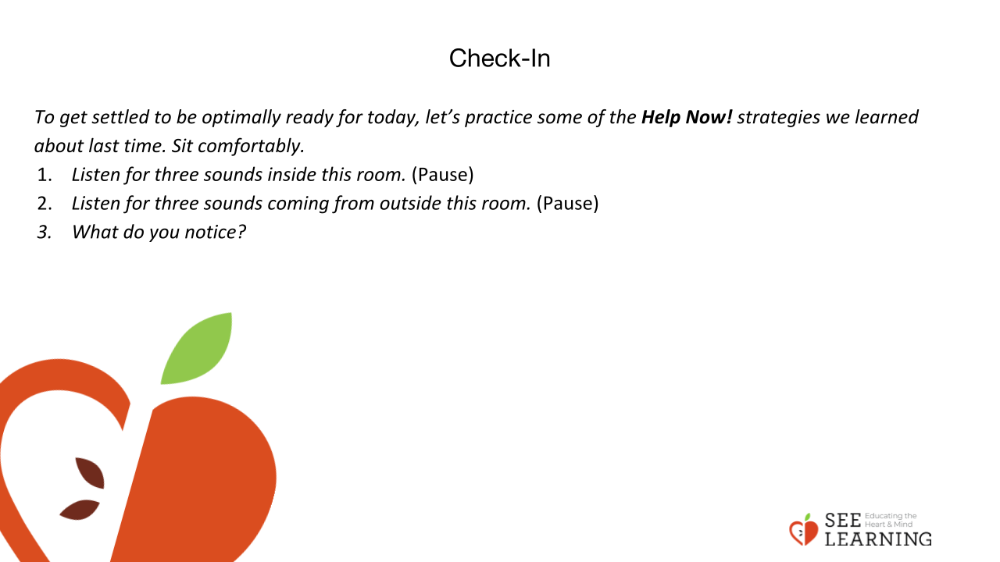 Check-In
To get settled to be optimally ready for today, let’s practice some of the Help Now! strategies we learned
about last time. Sit comfortably.
1. Listen for three sounds inside this room. (Pause)
2. Listen for three sounds coming from outside this room. (Pause)
3. What do you notice?
SEE Educating the
Heart & Mind
LEARNING